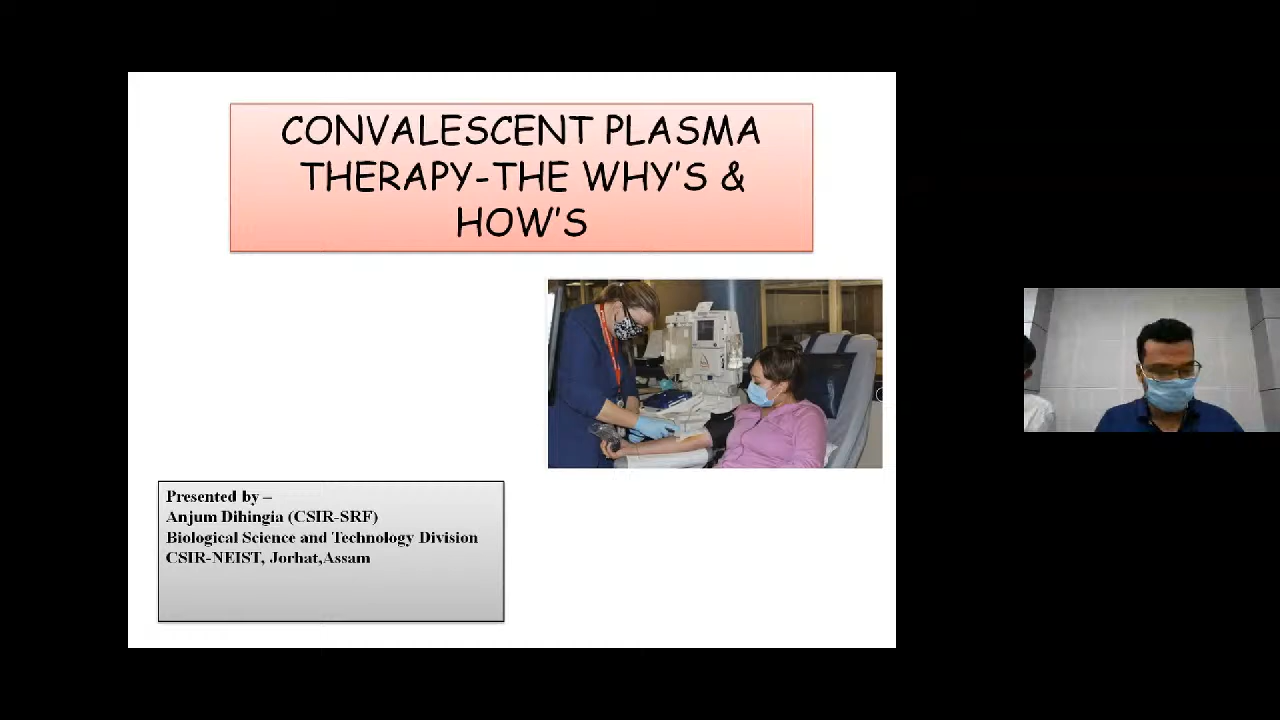 CONVALESCENT PLASMA
THERAPY-THE WHY'S &
HOW'S
Presented by –
Anjum Dihingia (CSIR-SRF)
Biological Science and Technology Division
CSIR-NEIST, Jorhat,Assam